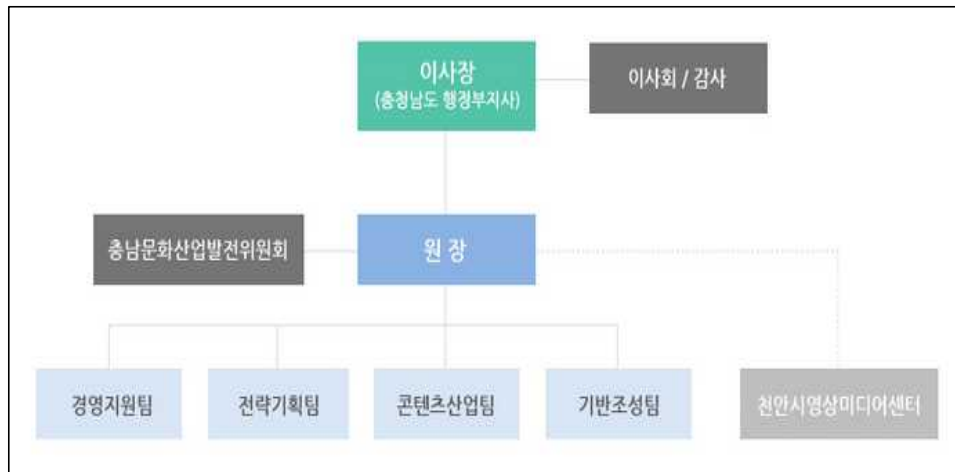 이사장
(충청남도 행정부지사)
이사회 / 감사
충남문화산업발전위원회
원 장
경영지원팀
전략기획팀
콘텐츠산업팀
기반조성팀
천안시영상미디어센터